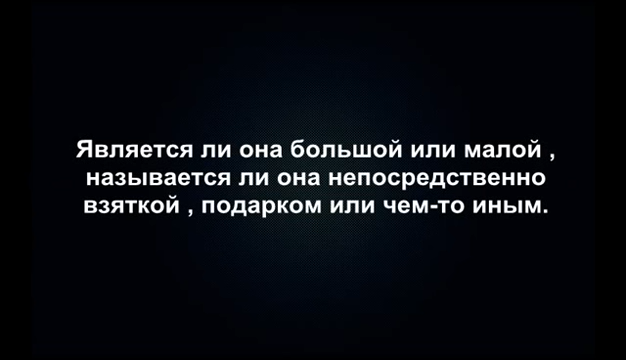 Является ли она большой или малой ,
называется ли она непосредственно
взяткой , подарком или чем-то иным.